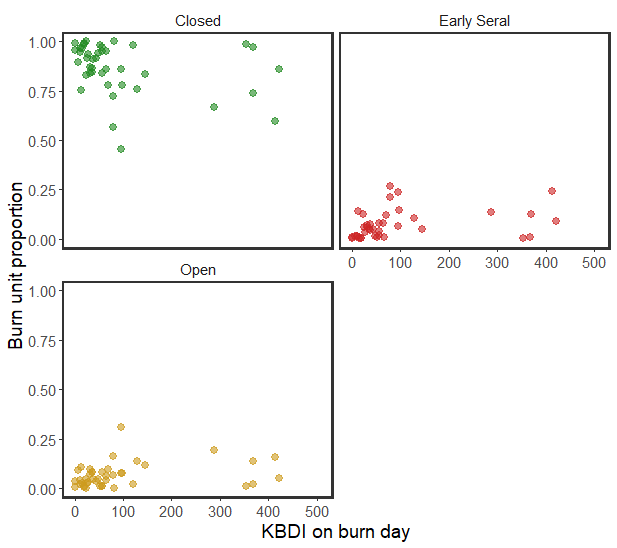 Closed
Early Seral
1.00
0.75
0.50
0.25
0.00
0 100 200 300 400 500
Open
1.00
0.75
0.50
0.25
0.00
0 100 200 300 400 500
Burn unit proportion
KBDI on burn day